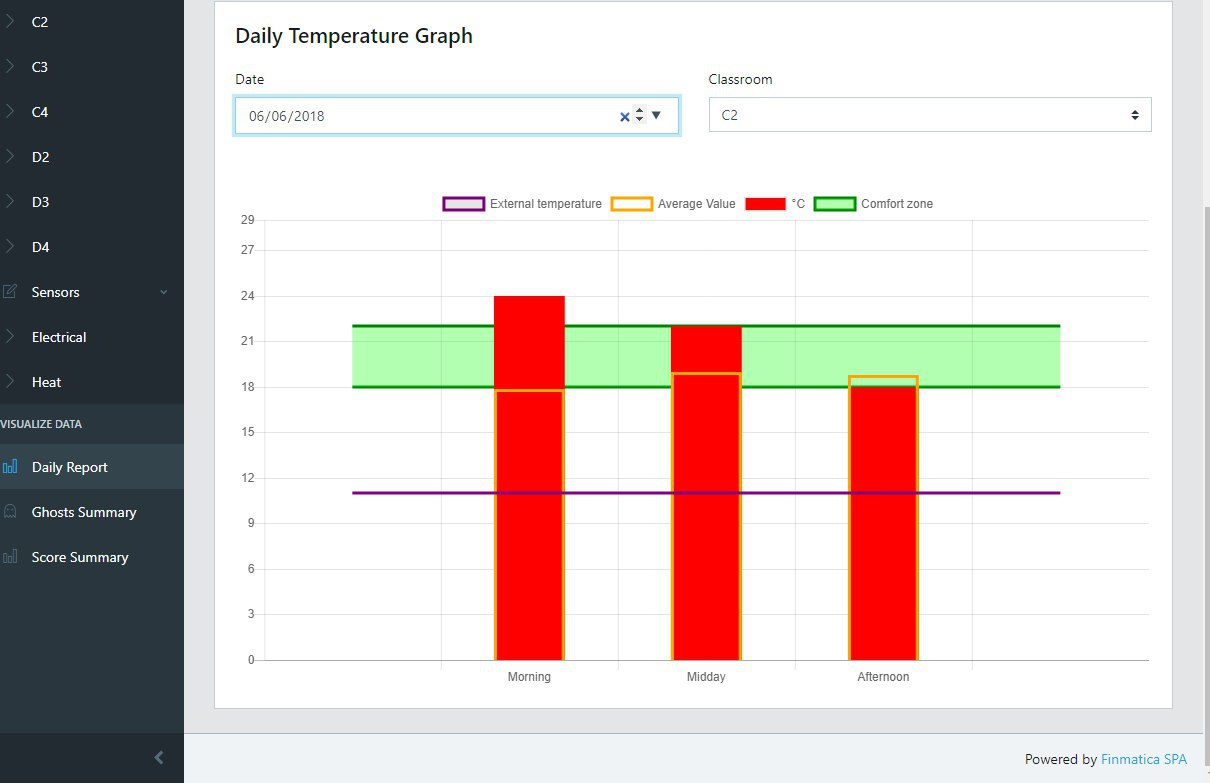 C2
C3
C4
D2
D3
D4
Sensors
Electrical
Heat
VISUALIZE DATA
Daily Report
Ghosts Summary
Score Summary
Daily Temperature Graph
Date
Classroom
06/06/2018
C2
External temperature Average Value °C Comfort zone
29
27
24
21
18
15
12
9
6
3
0
Morning Midday Afternoon
Powered by Finmatica SPA